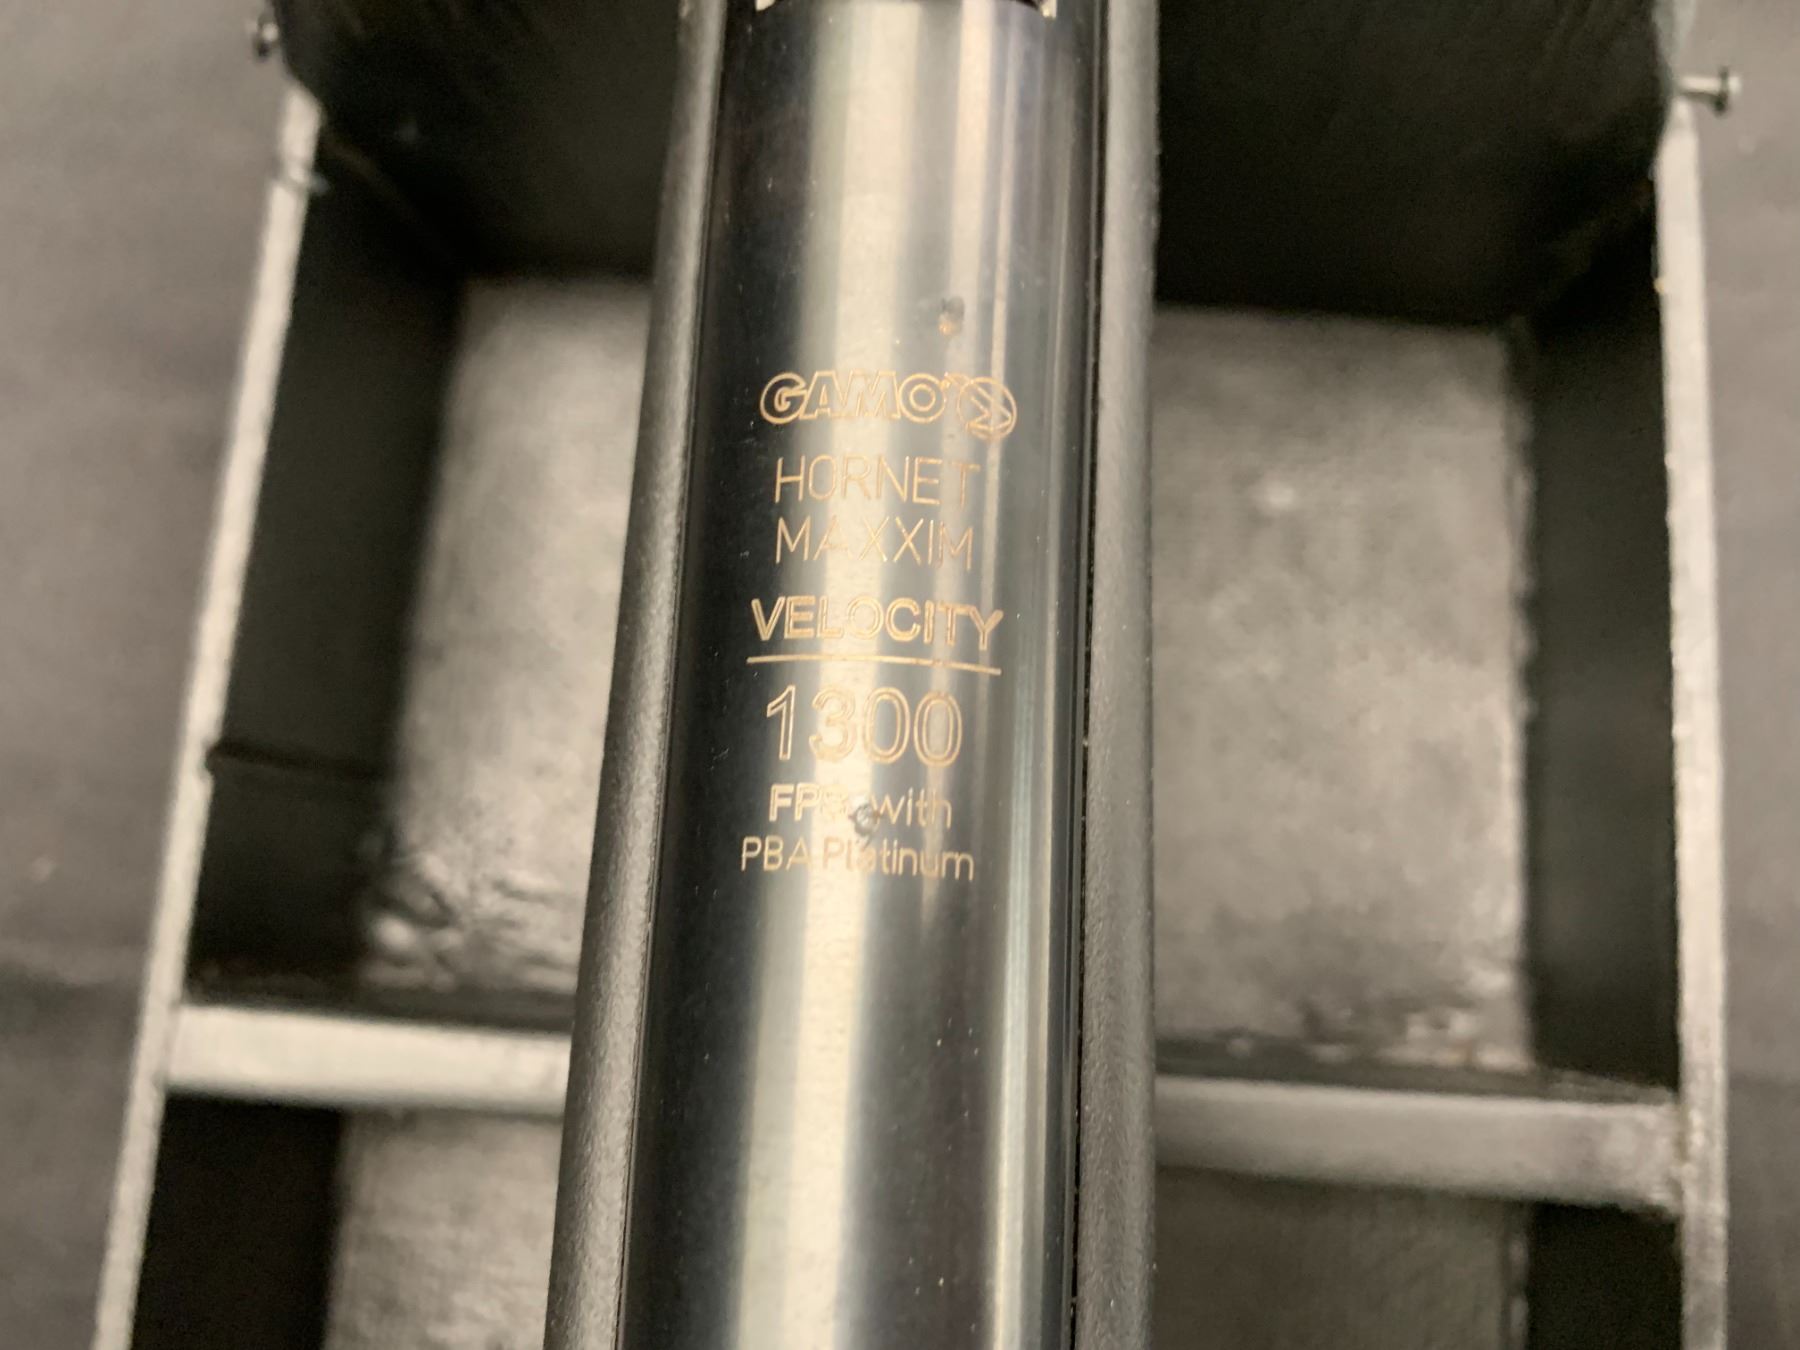 GAMO
HORNET
MAXXIM
VELOCITY
1300
FPS with
PBA Platinum